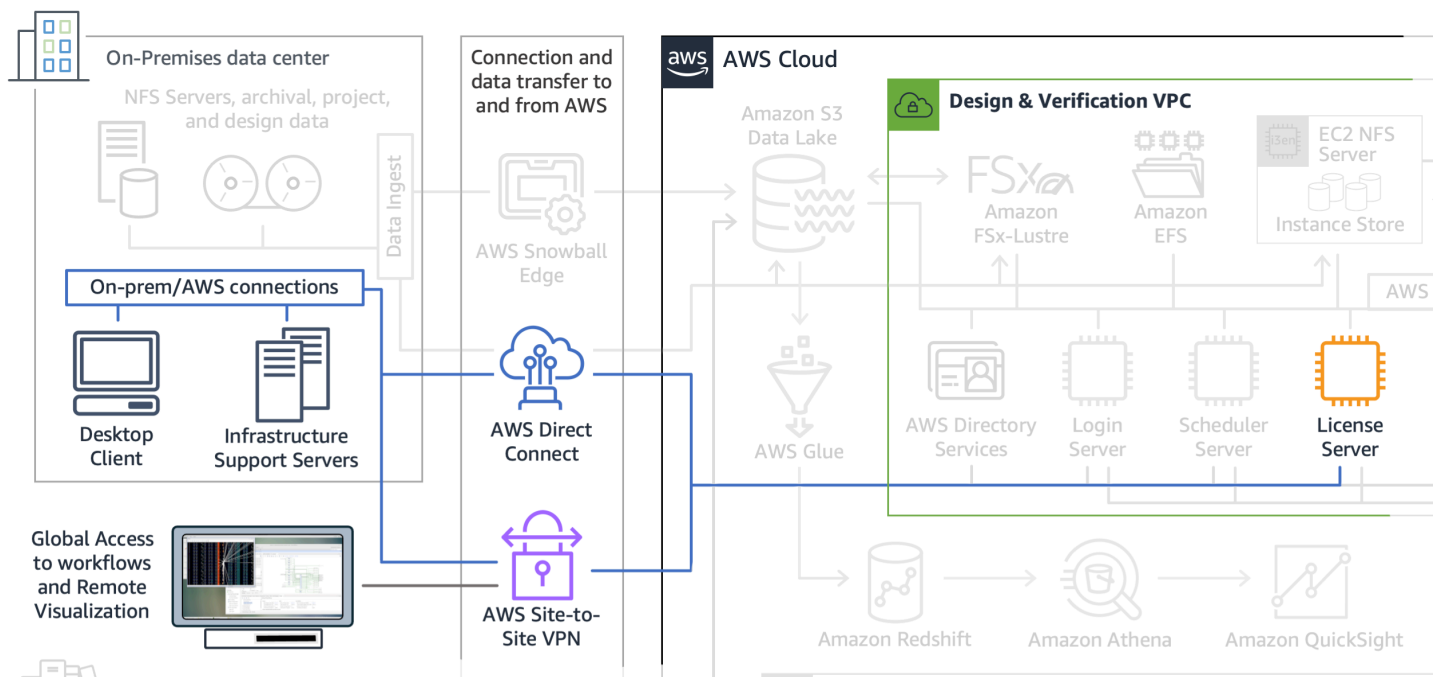 On-Premises data center
NFS Servers, archival, project,
and design data
Data Ingest
On-prem/AWS connections
Desktop
Client
Infrastructure
Support Servers
Global Access
to workflows
and Remote
Visualization
Connection and
data transfer to
and from AWS
AWS Snowball
Edge
AWS Direct
Connect
AWS Site-to-
Site VPN
aws
AWS Cloud
Amazon S3
Data Lake
AWS Glue
Design & Verification VPC
FSx
Amazon
FSx-Lustre
Amazon
EFS
i3en
EC2 NFS
Server
Instance Store
AWS
AWS Directory
Services
Login
Server
Scheduler
Server
License
Server
Amazon Redshift
Amazon Athena
Amazon QuickSight